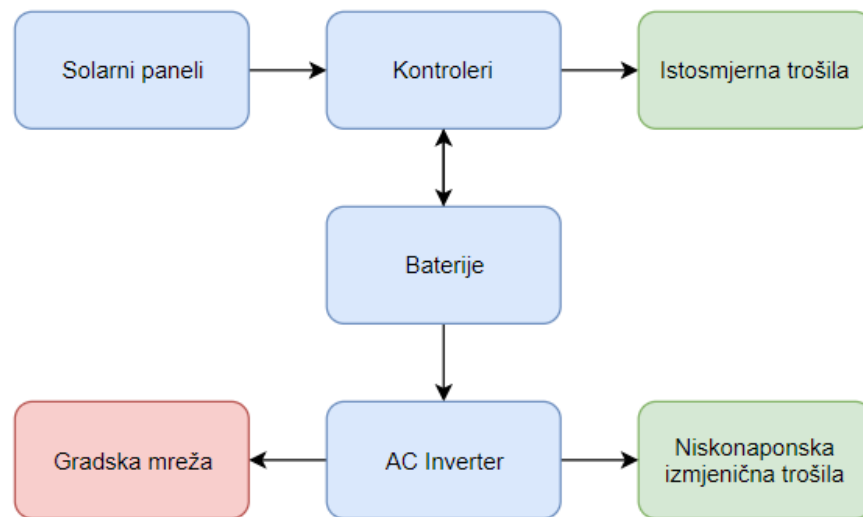 Solarni paneli
Kontroleri
Istosmjerna trošila
Baterije
Gradska mreža
AC Inverter
Niskonaponska
izmjenična trošila